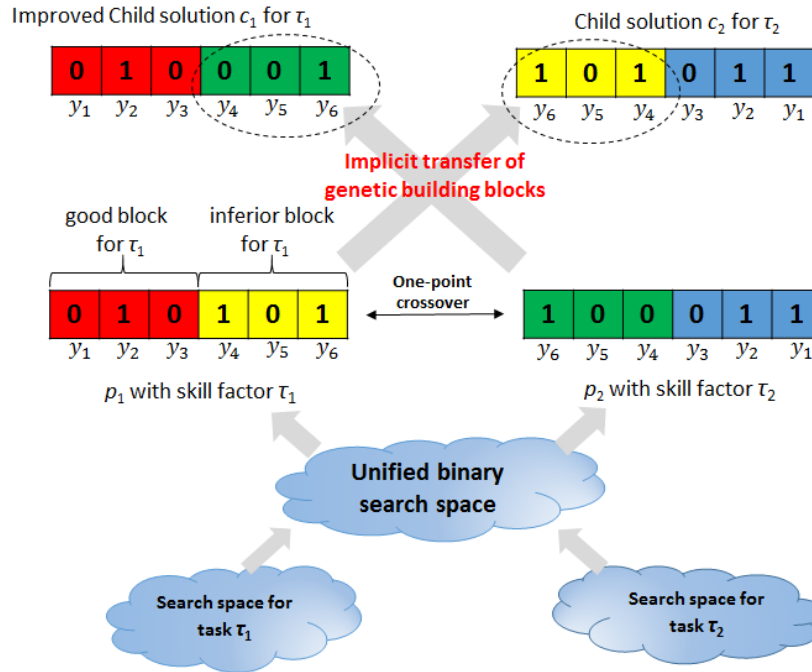 Improved Child solution c₁ for τ₁
Child solution c₂ for τ₂
0 1 0 0 0 1
y₁ y₂ y₃ y₄ y₅ y₆
1 0 1 0 1 1
y₆ y₅ y₄ y₃ y₂ y₁
Implicit transfer of
genetic building blocks
good block
for τ₁
inferior block
for τ₁
One-point
crossover
0 1 0 1 0 1
y₁ y₂ y₃ y₄ y₅ y₆
1 0 0 0 1 1
y₆ y₅ y₄ y₃ y₂ y₁
p₁ with skill factor τ₁
p₂ with skill factor τ₂
Unified binary
search space
Search space for
task τ₁
Search space for
task τ₂